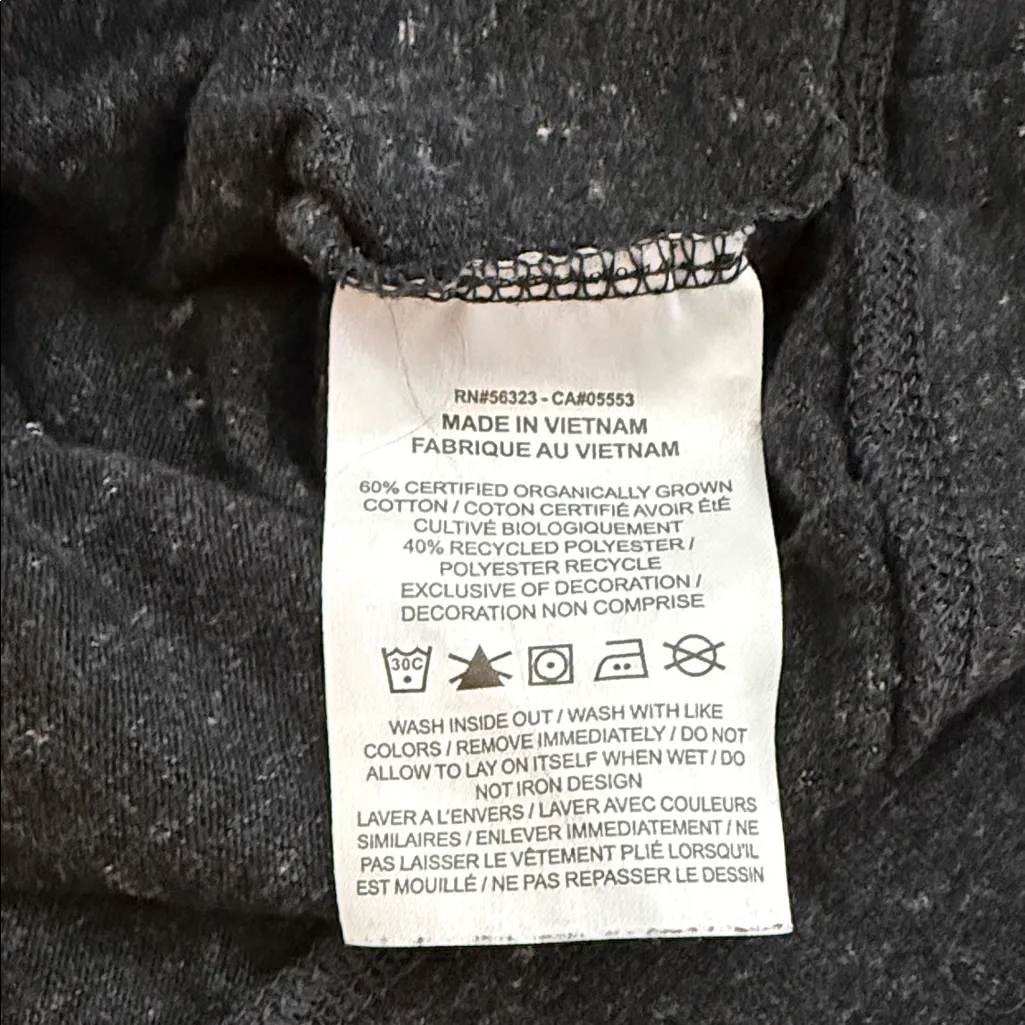 RN#56323 - CA#05553
MADE IN VIETNAM
FABRIQUE AU VIETNAM
60% CERTIFIED ORGANICALLY GROWN
COTTON / COTON CERTIFIÉ AVOIR ÉtÉ
CULTIVÉ BIOLOGIQUEMENT
40% RECYCLED POLYESTER /
POLYESTER RECYCLE
EXCLUSIVE OF DECORATION /
DECORATION NON COMPRISE
30C
WASH INSIDE OUT / WASH WITH LIKE
COLORS / REMOVE IMMEDIATELY / DO NOT
ALLOW TO LAY ON ITSELF WHEN WET / DO
NOT IRON DESIGN
LAVER A L'ENVERS / LAVER AVEC COULEURS
SIMILAIRES / ENLEVER IMMEDIATEMENT / NE
PAS LAISSER LE VÊTEMENT PLIÉ LORSQU'IL
EST MOUILLÉ / NE PAS REPASSER LE DESSIN